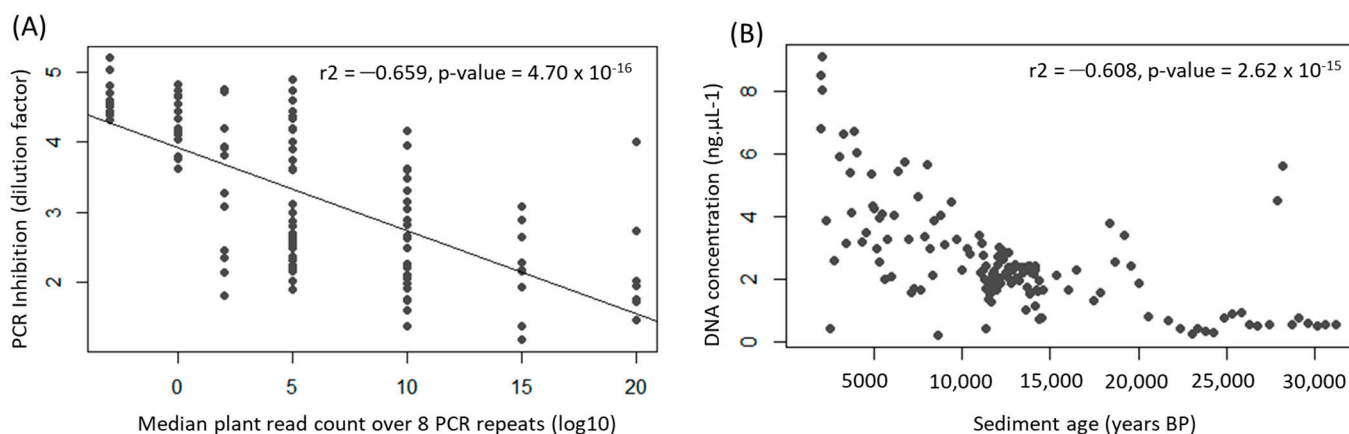 (A)
r2 = −0.659, p-value = 4.70 x 10⁻¹⁶
PCR Inhibition (dilution factor)
5
4
3
2
0 5 10 15 20
Median plant read count over 8 PCR repeats (log10)
(B)
r2 = −0.608, p-value = 2.62 x 10⁻¹⁵
DNA concentration (ng.µL-1)
8
6
4
2
0
5000 10,000 15,000 20,000 25,000 30,000
Sediment age (years BP)